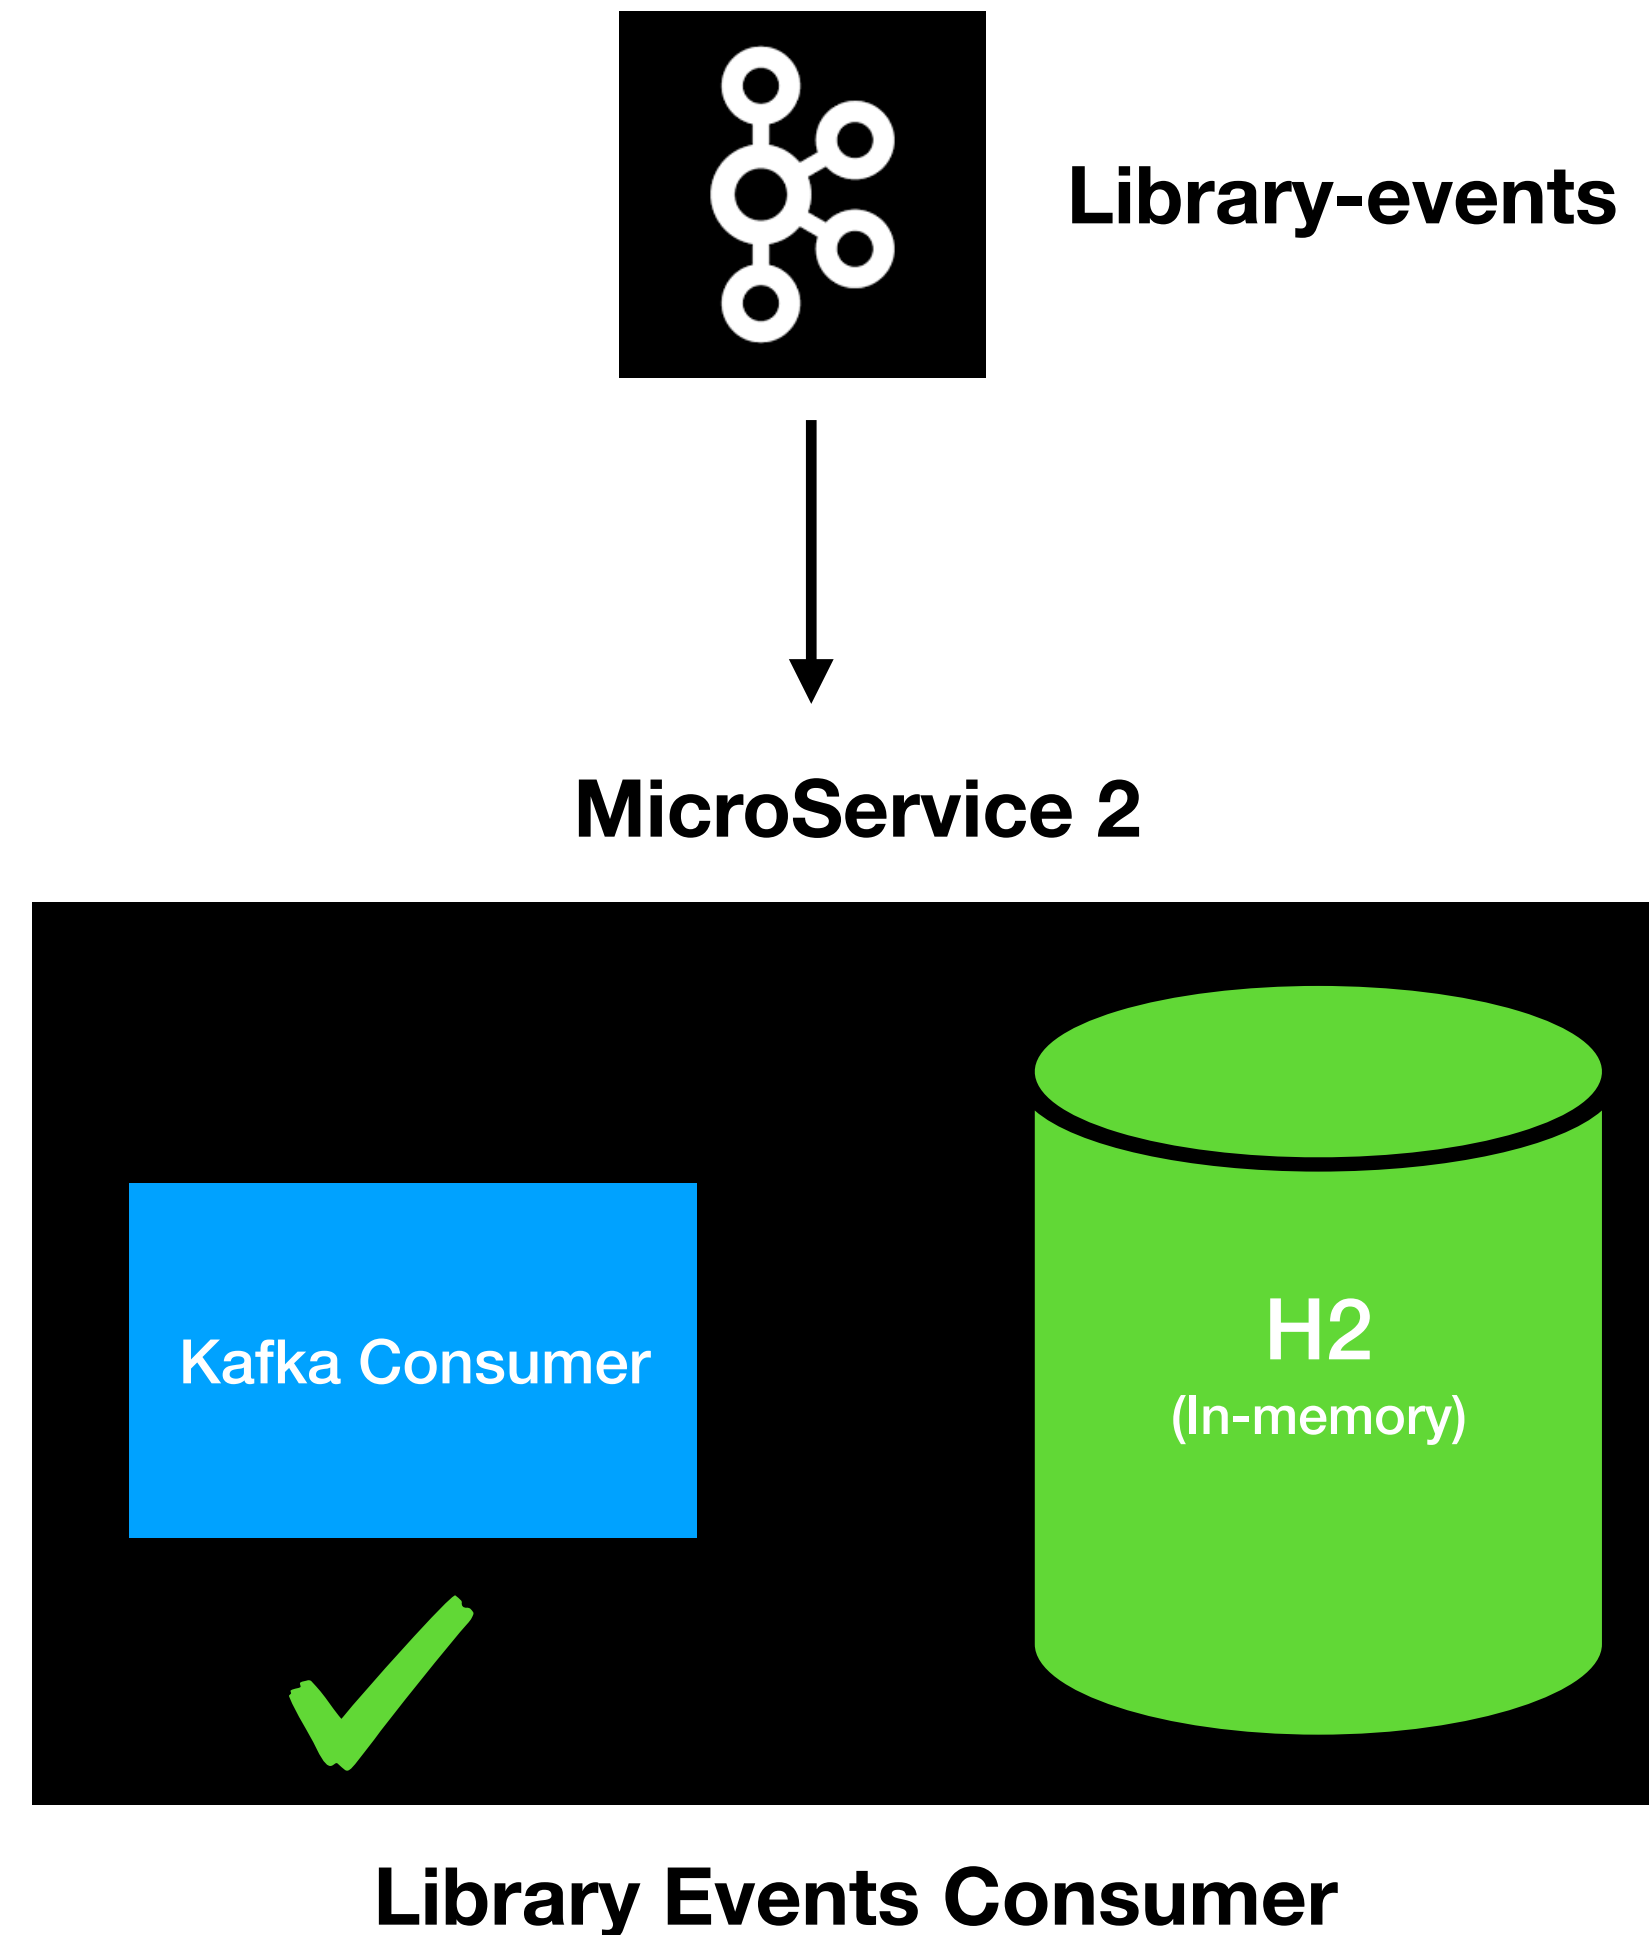 Library-events
MicroService 2
Kafka Consumer
H2
(In-memory)
Library Events Consumer